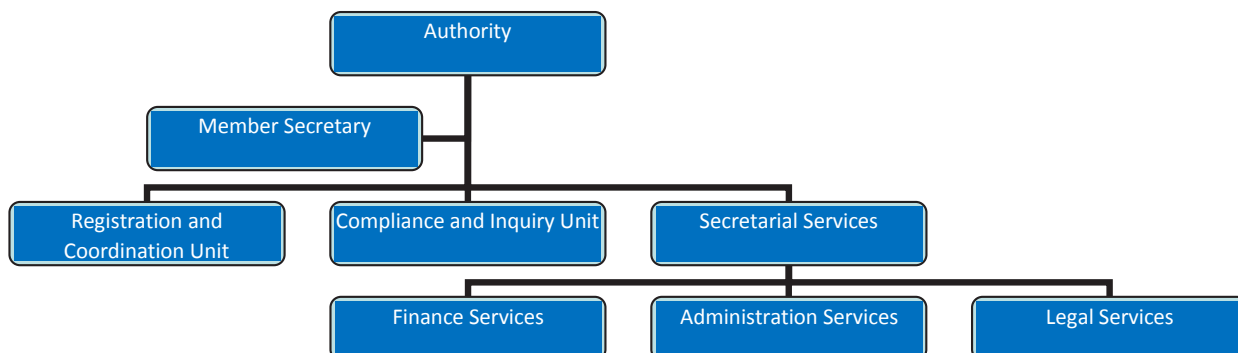 Authority
Member Secretary
Registration and
Coordination Unit
Compliance and Inquiry Unit
Secretarial Services
Finance Services
Administration Services
Legal Services